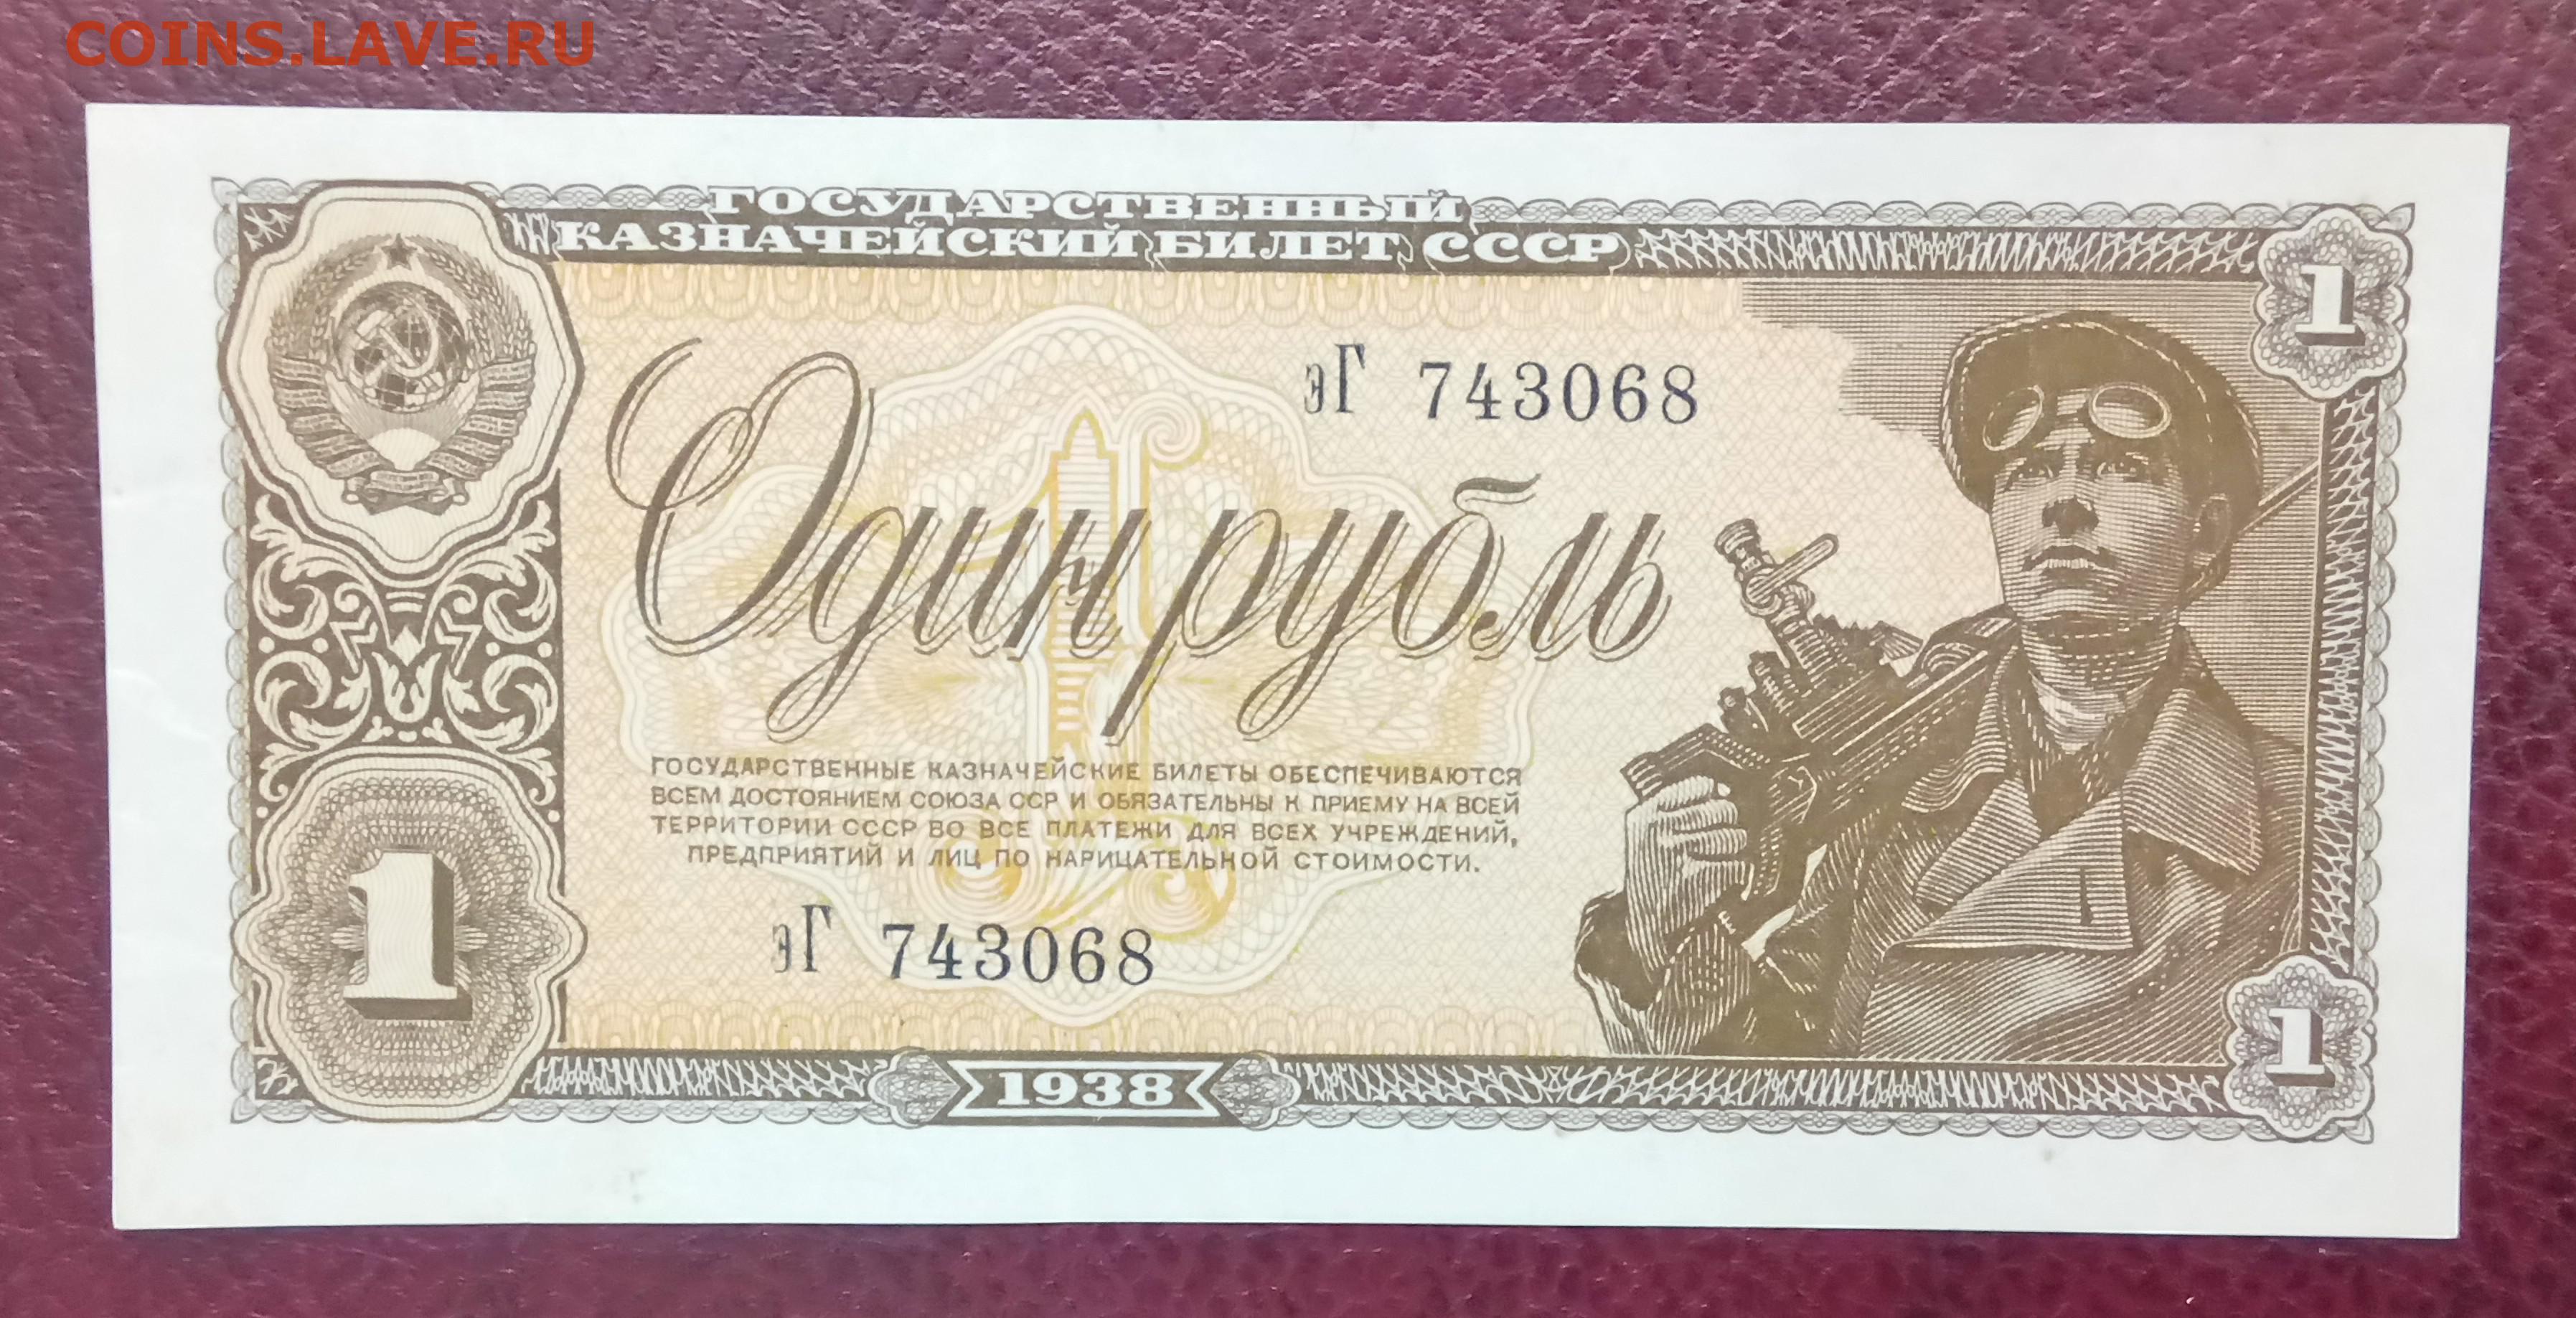 COINS.LAVE.RU
ГОСУДАРСТВЕННЫЙ
КАЗНАЧЕЙСКИЙ БИЛЕТ СССР
1
эГ 743068
Один рубль
ГОСУДАРСТВЕННЫЕ КАЗНАЧЕЙСКИЕ БИЛЕТЫ ОБЕСПЕЧИВАЮТСЯ
ВСЕМ ДОСТОЯНИЕМ СОЮЗА ССР И ОБЯЗАТЕЛЬНЫ К ПРИЕМУ НА ВСЕЙ
ТЕРРИТОРИИ СССР ВО ВСЕ ПЛАТЕЖИ ДЛЯ ВСЕХ УЧРЕЖДЕНИЙ,
ПРЕДПРИЯТИЙ И ЛИЦ ПО НАРИЦАТЕЛЬНОЙ СТОИМОСТИ.
1
эГ 743068
1
1938
1